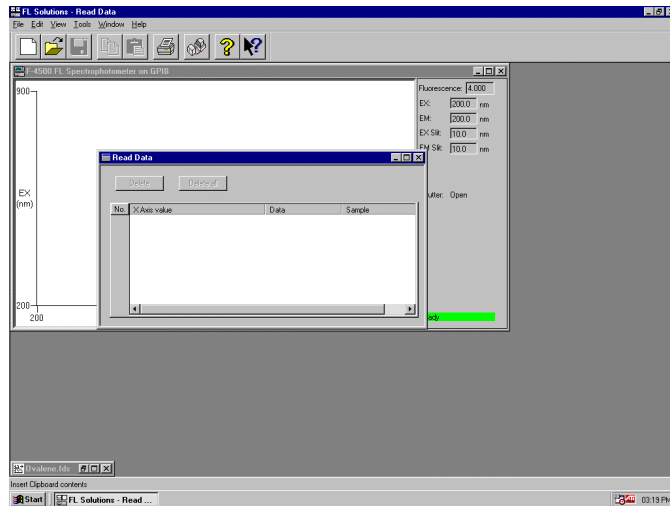 FL Solutions - Read Data
File Edit View Tools Window Help
F-4500 FL Spectrophotometer on GPIB
900
EX
(nm)
200
200
Fluorescence: 4.000
EX: 200.0 nm
EM: 200.0 nm
EX Slit: 10.0 nm
EM Slit: 10.0 nm
utter: Open
ady
Read Data
Delete Delete all
No. X Axis value Data Sample
Ovalene.fds
Insert Clipboard contents
Start FL Solutions - Read ... 03:19 PM